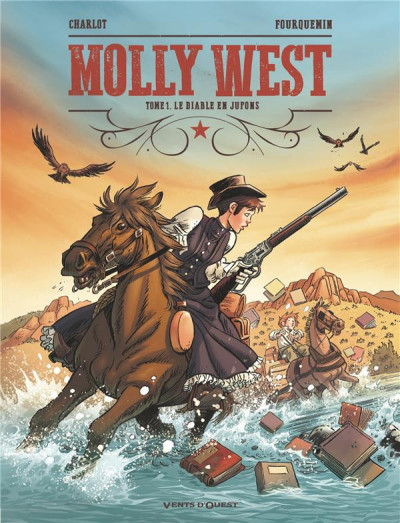 CHARLOT FOURQUEMIN
MOLLY WEST
TOME 1. LE DIABLE EN JUPONS
VENTS D'OUEST